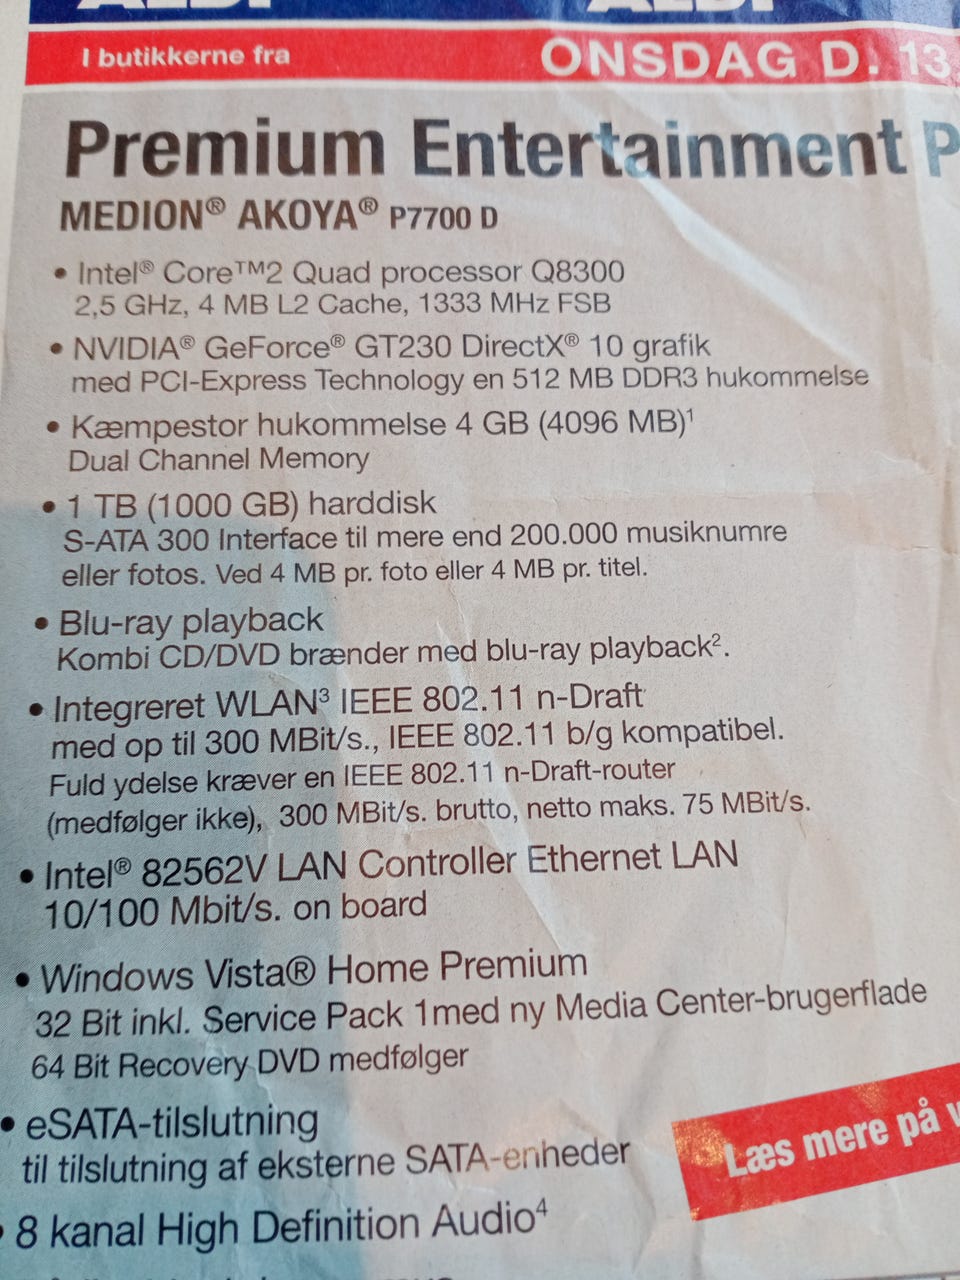 I butikkerne fra
ONSDAG D. 13
Premium Entertainment P
MEDION® AKOYA® P7700 D
• Intel® Core™2 Quad processor Q8300
2,5 GHz, 4 MB L2 Cache, 1333 MHz FSB
• NVIDIA® GeForce® GT230 DirectX® 10 grafik
med PCI-Express Technology en 512 MB DDR3 hukommelse
• Kæmpestor hukommelse 4 GB (4096 MB)¹
Dual Channel Memory
• 1 TB (1000 GB) harddisk
S-ATA 300 Interface til mere end 200.000 musiknumre
eller fotos. Ved 4 MB pr. foto eller 4 MB pr. titel.
• Blu-ray playback
Kombi CD/DVD brænder med blu-ray playback².
• Integreret WLAN³ IEEE 802.11 n-Draft
med op til 300 MBit/s., IEEE 802.11 b/g kompatibel.
Fuld ydelse kræver en IEEE 802.11 n-Draft-router
(medfølger ikke), 300 MBit/s. brutto, netto maks. 75 MBit/s.
• Intel® 82562V LAN Controller Ethernet LAN
10/100 Mbit/s. on board
• Windows Vista® Home Premium
32 Bit inkl. Service Pack 1med ny Media Center-brugerflade
64 Bit Recovery DVD medfølger
• eSATA-tilslutning
til tilslutning af eksterne SATA-enheder
Læs mere på
• 8 kanal High Definition Audio⁴